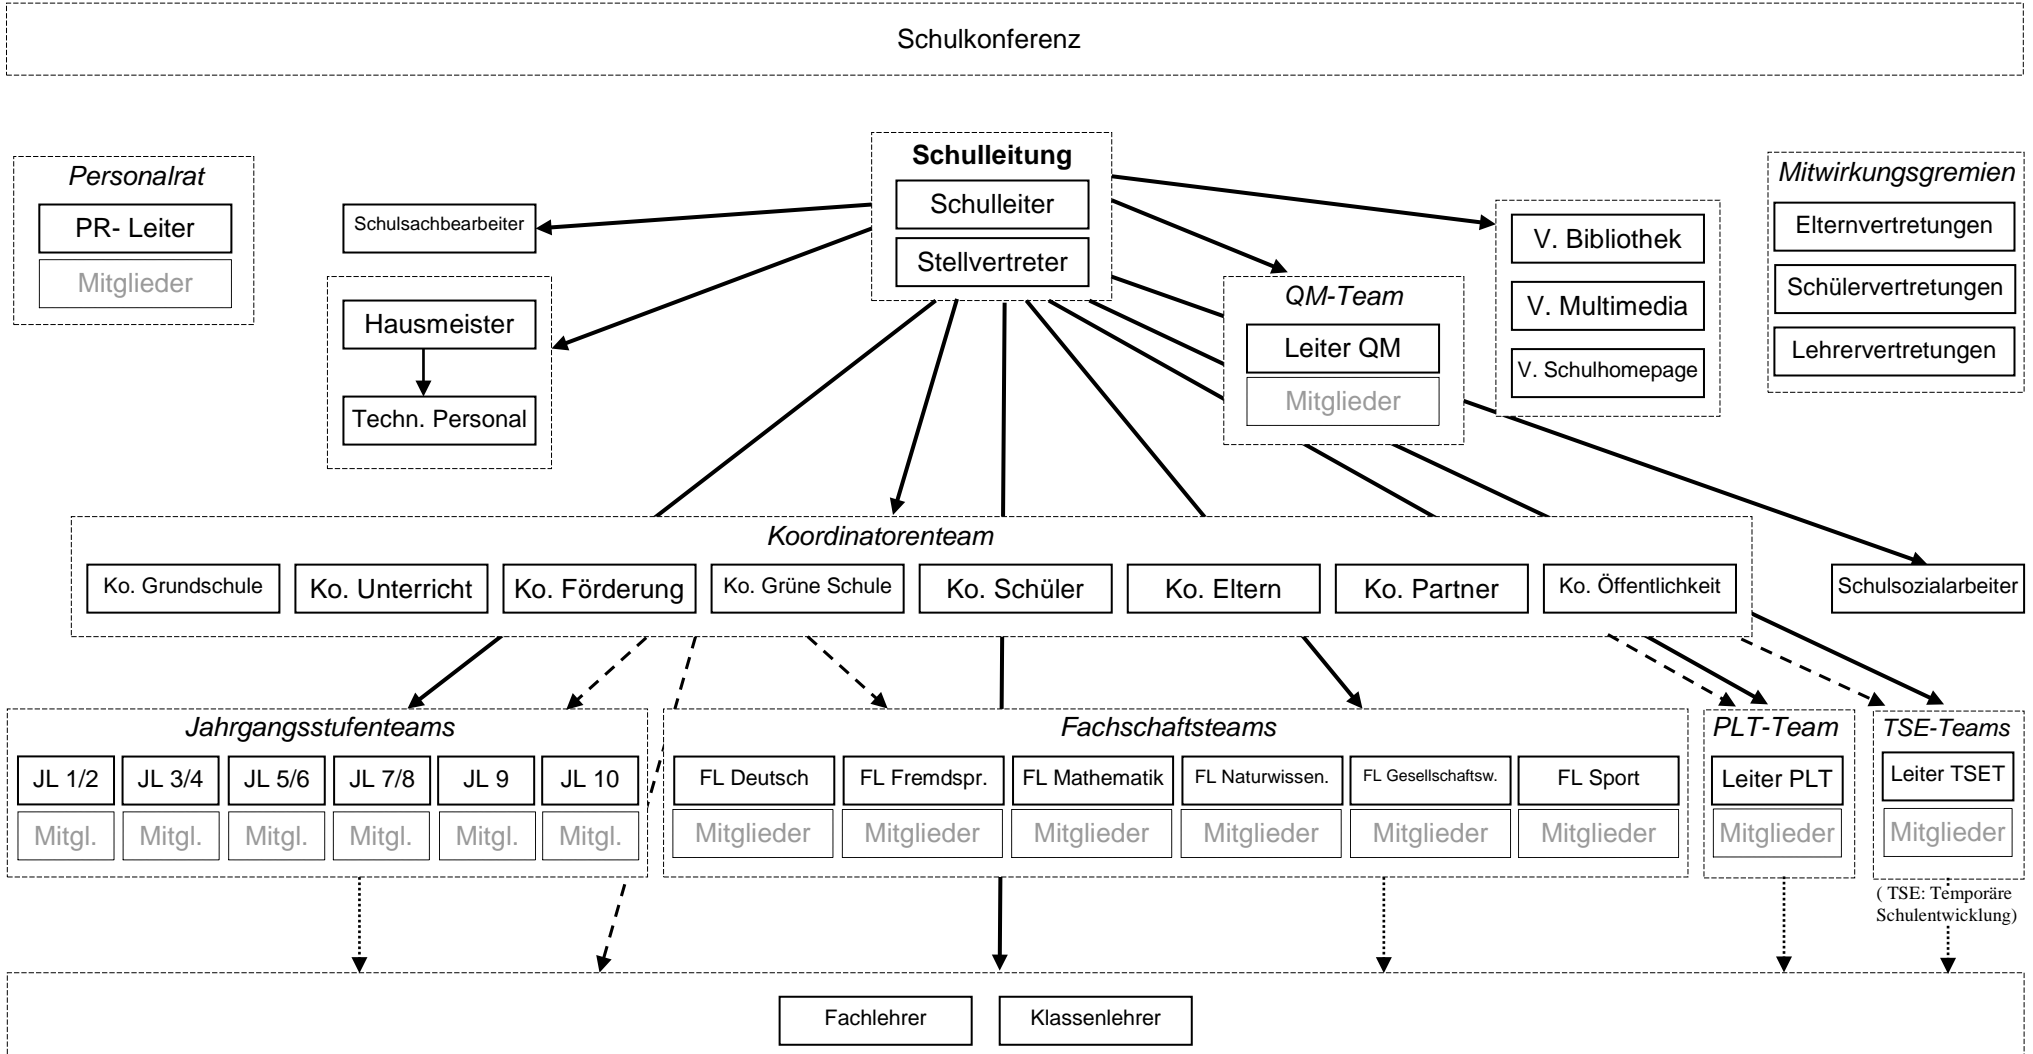 Schulkonferenz
Personalrat
PR- Leiter
Mitglieder
Schulsachbearbeiter
Hausmeister
Techn. Personal
Schulleitung
Schulleiter
Stellvertreter
QM-Team
Leiter QM
Mitglieder
V. Bibliothek
V. Multimedia
V. Schulhomepage
Mitwirkungsgremien
Elternvertretungen
Schülervertretungen
Lehrervertretungen
Koordinatorenteam
Ko. Grundschule
Ko. Unterricht
Ko. Förderung
Ko. Grüne Schule
Ko. Schüler
Ko. Eltern
Ko. Partner
Ko. Öffentlichkeit
Schulsozialarbeiter
Jahrgangsstufenteams
JL 1/2
JL 3/4
JL 5/6
JL 7/8
JL 9
JL 10
Mitgl.
Mitgl.
Mitgl.
Mitgl.
Mitgl.
Mitgl.
Fachschaftsteams
FL Deutsch
FL Fremdspr.
FL Mathematik
FL Naturwissen.
FL Gesellschaftsw.
FL Sport
Mitglieder
Mitglieder
Mitglieder
Mitglieder
Mitglieder
Mitglieder
PLT-Team
Leiter PLT
Mitglieder
TSE-Teams
Leiter TSET
Mitglieder
( TSE: Temporäre
Schulentwicklung)
Fachlehrer
Klassenlehrer